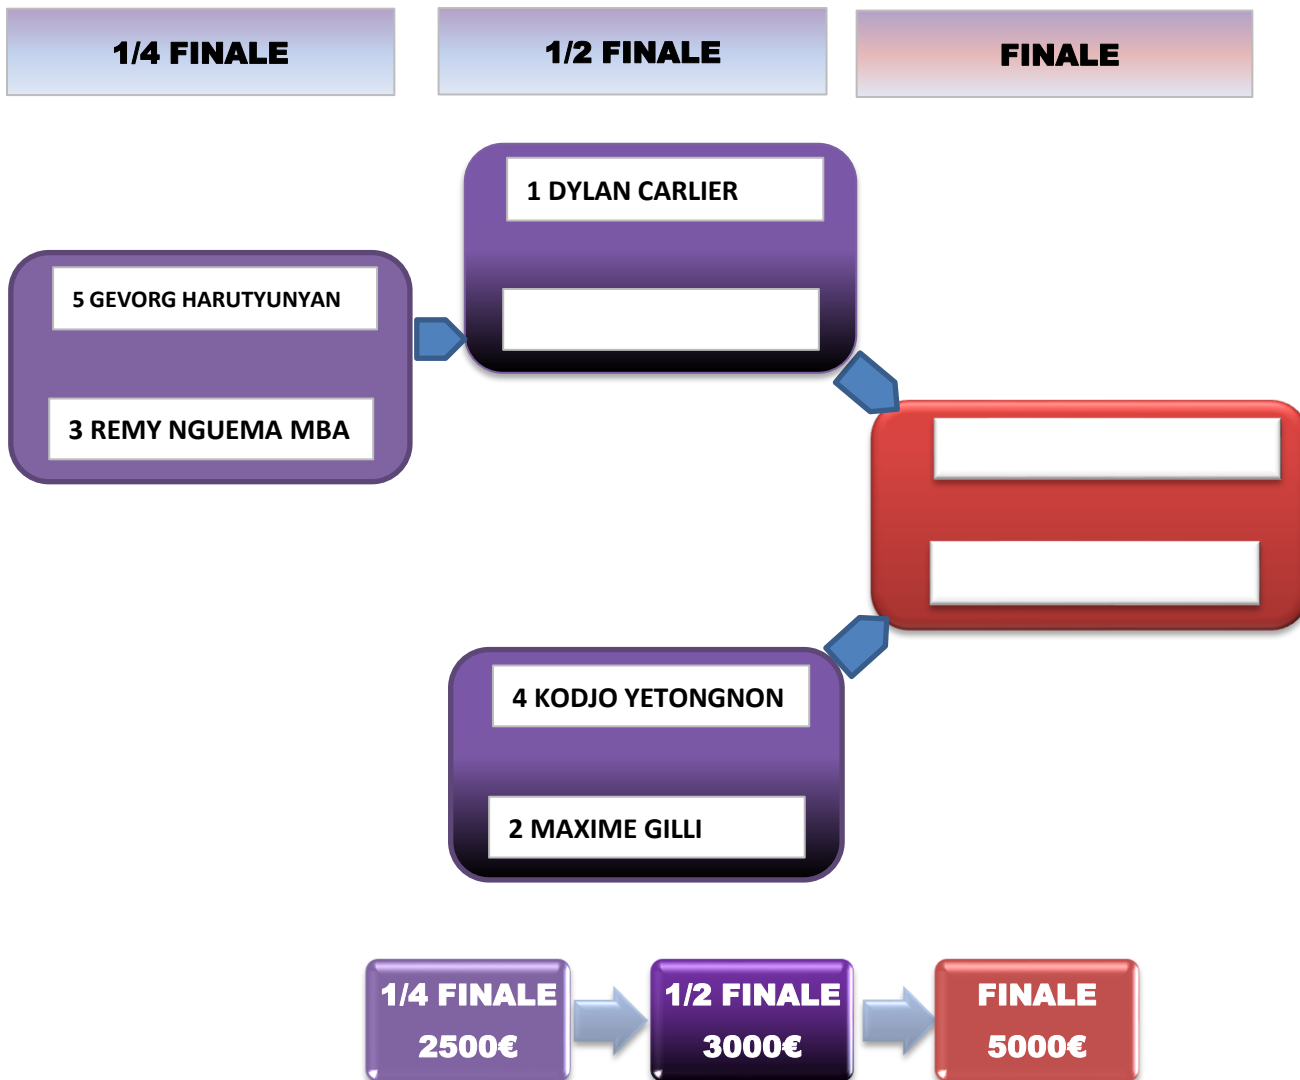 1/4 FINALE
1/2 FINALE
FINALE
1 DYLAN CARLIER
5 GEVORG HARUTYUNYAN
3 REMY NGUEMA MBA
4 KODJO YETONGNON
2 MAXIME GILLI
1/4 FINALE
2500€
1/2 FINALE
3000€
FINALE
5000€